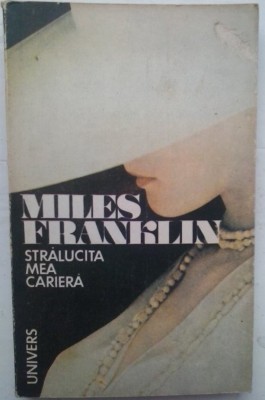 MILES
FRANKLIN
STRĂLUCITA
MEA
CARIERĂ
UNIVERS